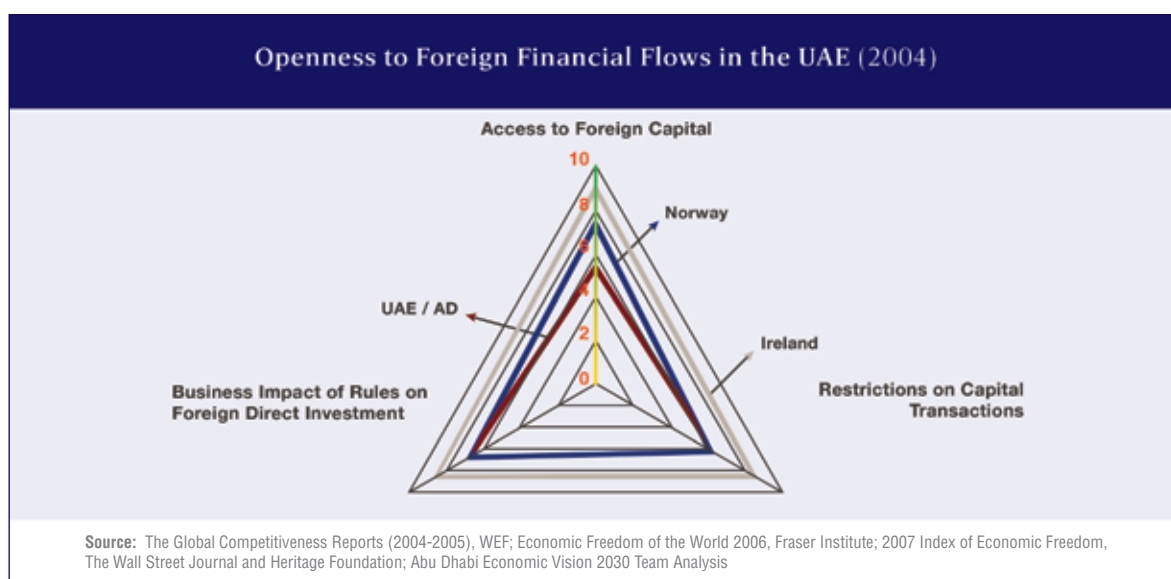 Openness to Foreign Financial Flows in the UAE (2004)
Access to Foreign Capital
10
8
Norway
6
UAE / AD
4
2
Ireland
0
Business Impact of Rules on
Foreign Direct Investment
Restrictions on Capital
Transactions
Source: The Global Competitiveness Reports (2004-2005), WEF; Economic Freedom of the World 2006, Fraser Institute; 2007 Index of Economic Freedom,
The Wall Street Journal and Heritage Foundation; Abu Dhabi Economic Vision 2030 Team Analysis